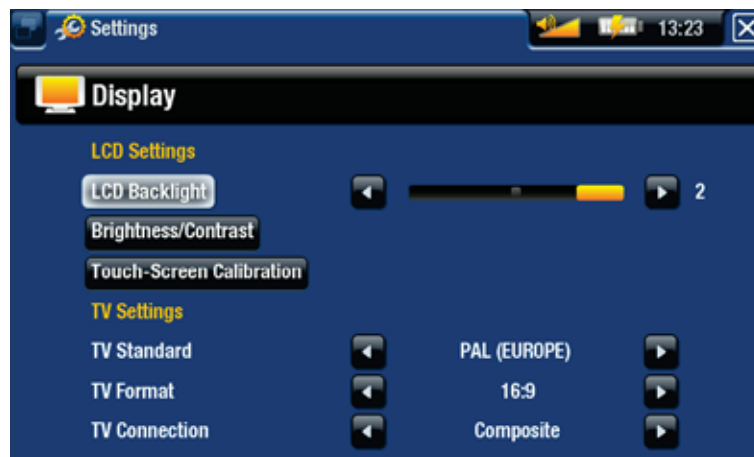 Settings 13:23
Display
LCD Settings
LCD Backlight 2
Brightness/Contrast
Touch-Screen Calibration
TV Settings
TV Standard PAL (EUROPE)
TV Format 16:9
TV Connection Composite